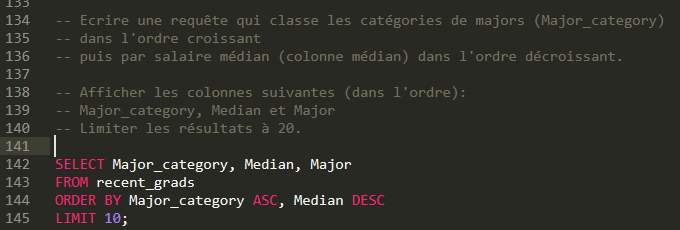 133
134 -- Ecrire une requête qui classe les catégories de majors (Major_category)
135 -- dans l'ordre croissant
136 -- puis par salaire médian (colonne médian) dans l'ordre décroissant.
137
138 -- Afficher les colonnes suivantes (dans l'ordre):
139 -- Major_category, Median et Major
140 -- Limiter les résultats à 20.
141
142 SELECT Major_category, Median, Major
143 FROM recent_grads
144 ORDER BY Major_category ASC, Median DESC
145 LIMIT 10;